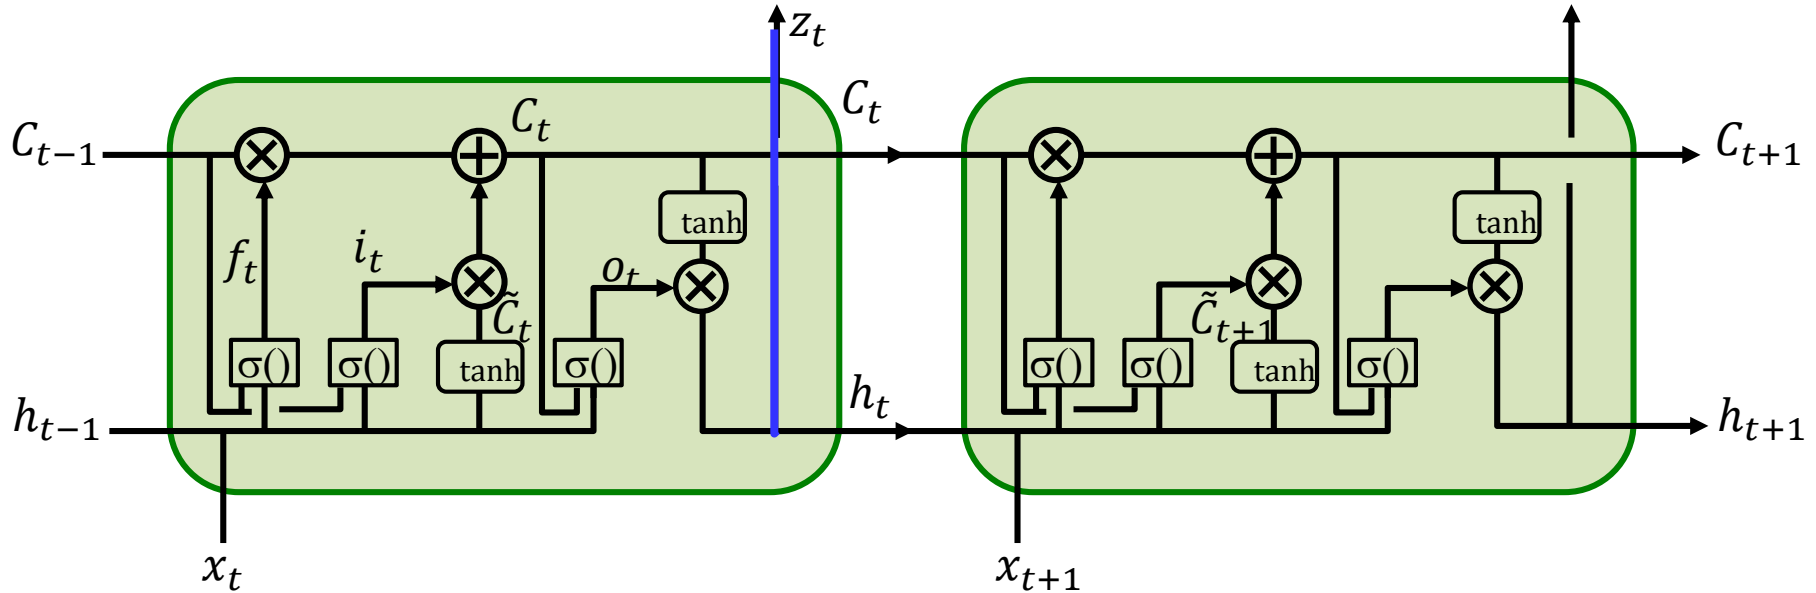 z_t
C_{t−1}
C_t
C_t
C_{t+1}
tanh
tanh
f_t
i_t
o_t
C̃_t
C̃_{t+1}
σ()
σ()
tanh
σ()
σ()
σ()
tanh
σ()
h_{t−1}
h_t
h_{t+1}
x_t
x_{t+1}